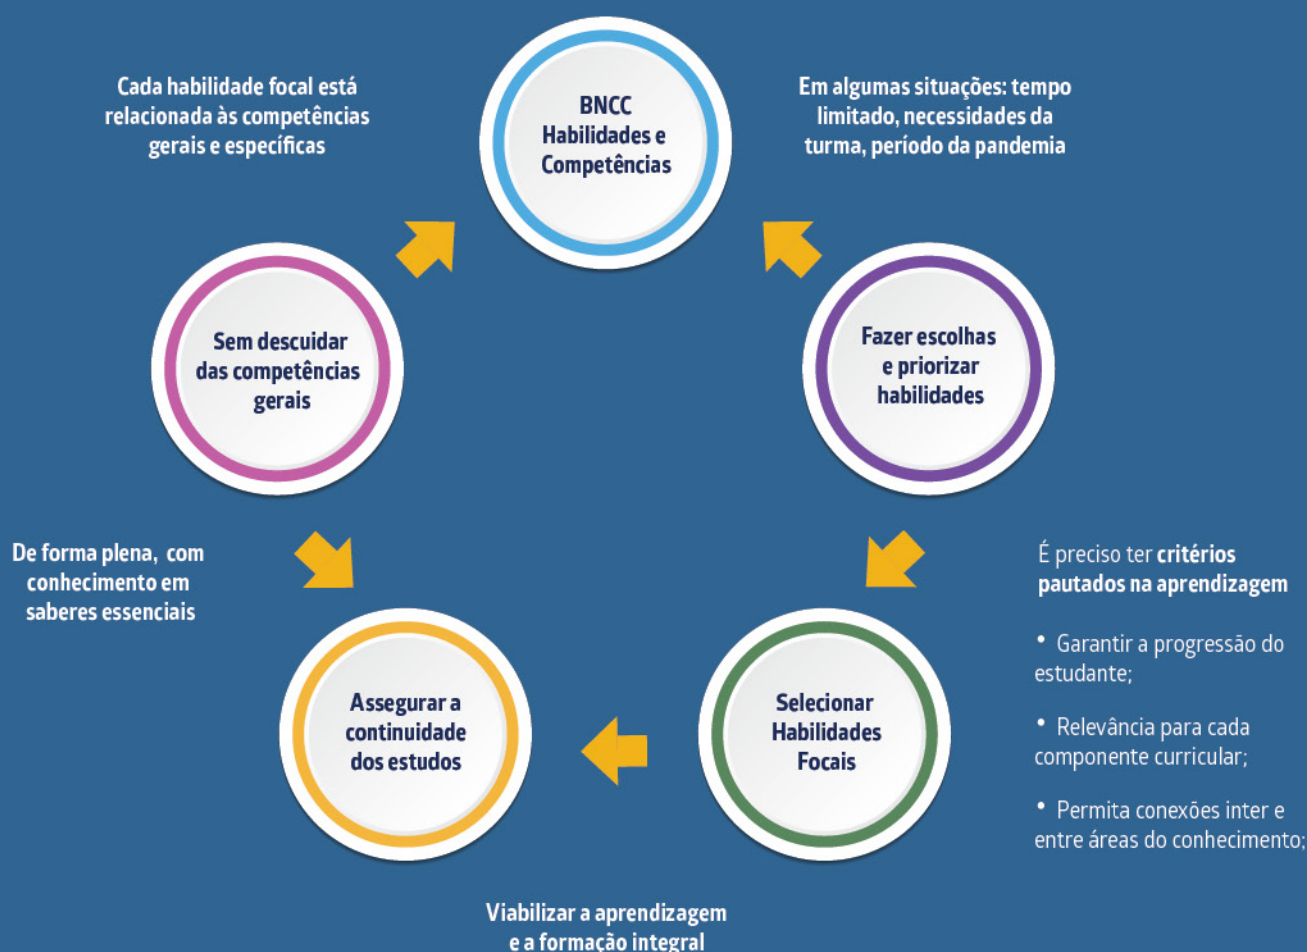 Cada habilidade focal está
relacionada às competências
gerais e específicas
BNCC
Habilidades e
Competências
Em algumas situações: tempo
limitado, necessidades da
turma, período da pandemia
Sem descuidar
das competências
gerais
Fazer escolhas
e priorizar
habilidades
De forma plena, com
conhecimento em
saberes essenciais
É preciso ter critérios
pautados na aprendizagem
• Garantir a progressão do
estudante;
• Relevância para cada
componente curricular;
• Permita conexões inter e
entre áreas do conhecimento;
Assegurar a
continuidade
dos estudos
Selecionar
Habilidades
Focais
Viabilizar a aprendizagem
e a formação integral